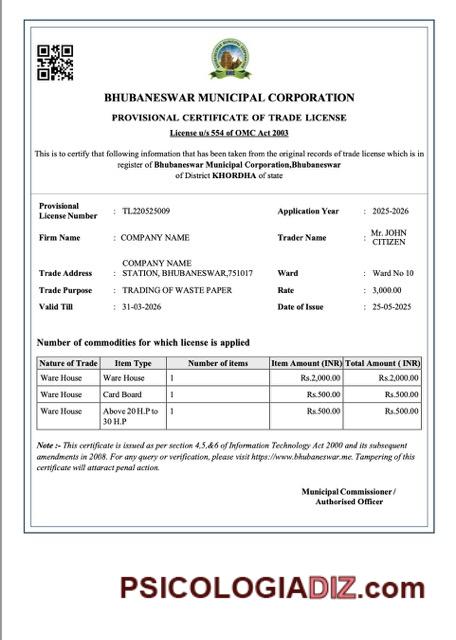 BHUBANESWAR MUNICIPAL CORPORATION
PROVISIONAL CERTIFICATE OF TRADE LICENSE
License u/s 554 of OMC Act 2003
This is to certify that following information that has been taken from the original records of trade license which is in
register of Bhubaneswar Municipal Corporation,Bhubaneswar
of District KHORDHA of state
Provisional License Number : TL220525009 Application Year : 2025-2026
Firm Name : COMPANY NAME Trader Name : Mr. JOHN CITIZEN
Trade Address : COMPANY NAME STATION, BHUBANESWAR,751017 Ward : Ward No 10
Trade Purpose : TRADING OF WASTE PAPER Rate : 3,000.00
Valid Till : 31-03-2026 Date of Issue : 25-05-2025
Number of commodities for which license is applied
Nature of Trade Item Type Number of items Item Amount (INR) Total Amount ( INR)
Ware House Ware House 1 Rs.2,000.00 Rs.2,000.00
Ware House Card Board 1 Rs.500.00 Rs.500.00
Ware House Above 20 H.P to 30 H.P 1 Rs.500.00 Rs.500.00
Note :- This certificate is issued as per section 4,5,&6 of Information Technology Act 2000 and its subsequent
amendments in 2008. For any query or verification, please visit https://www.bhubaneswar.me. Tampering of this
certificate will attaract penal action.
Municipal Commissioner /
Authorised Officer
PSICOLOGIADIZ.com